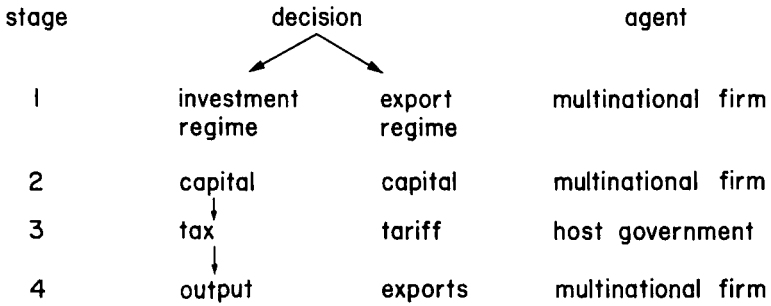 stage decision agent
1 investment regime export regime multinational firm
2 capital capital multinational firm
3 tax tariff host government
4 output exports multinational firm